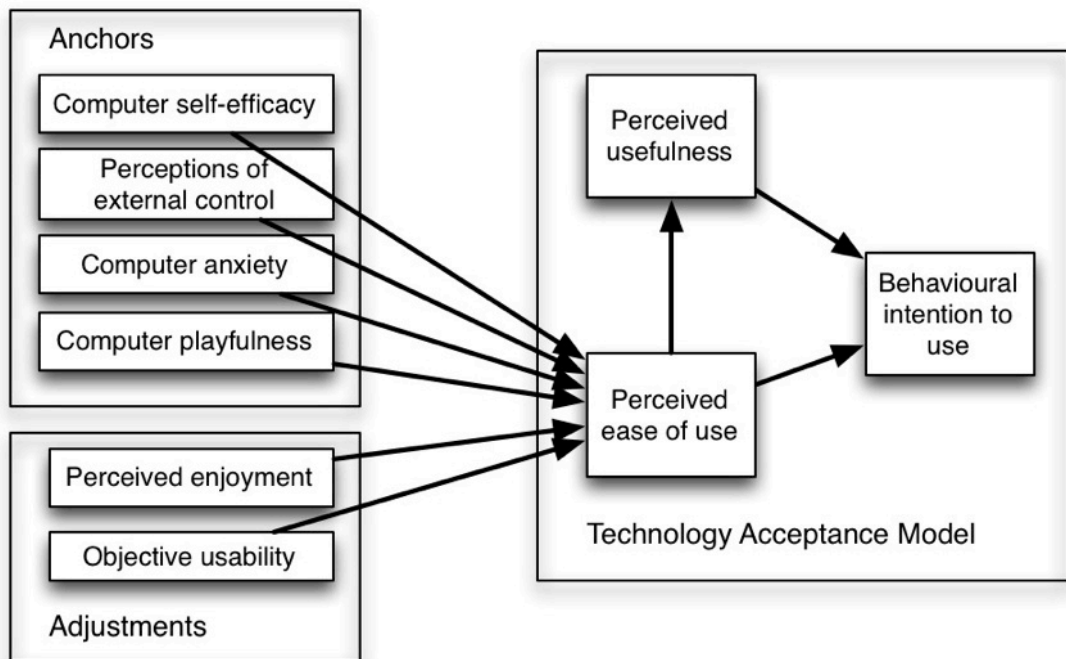 Anchors
Computer self-efficacy
Perceptions of
external control
Computer anxiety
Computer playfulness
Perceived enjoyment
Objective usability
Adjustments
Perceived
usefulness
Behavioural
intention to
use
Perceived
ease of use
Technology Acceptance Model